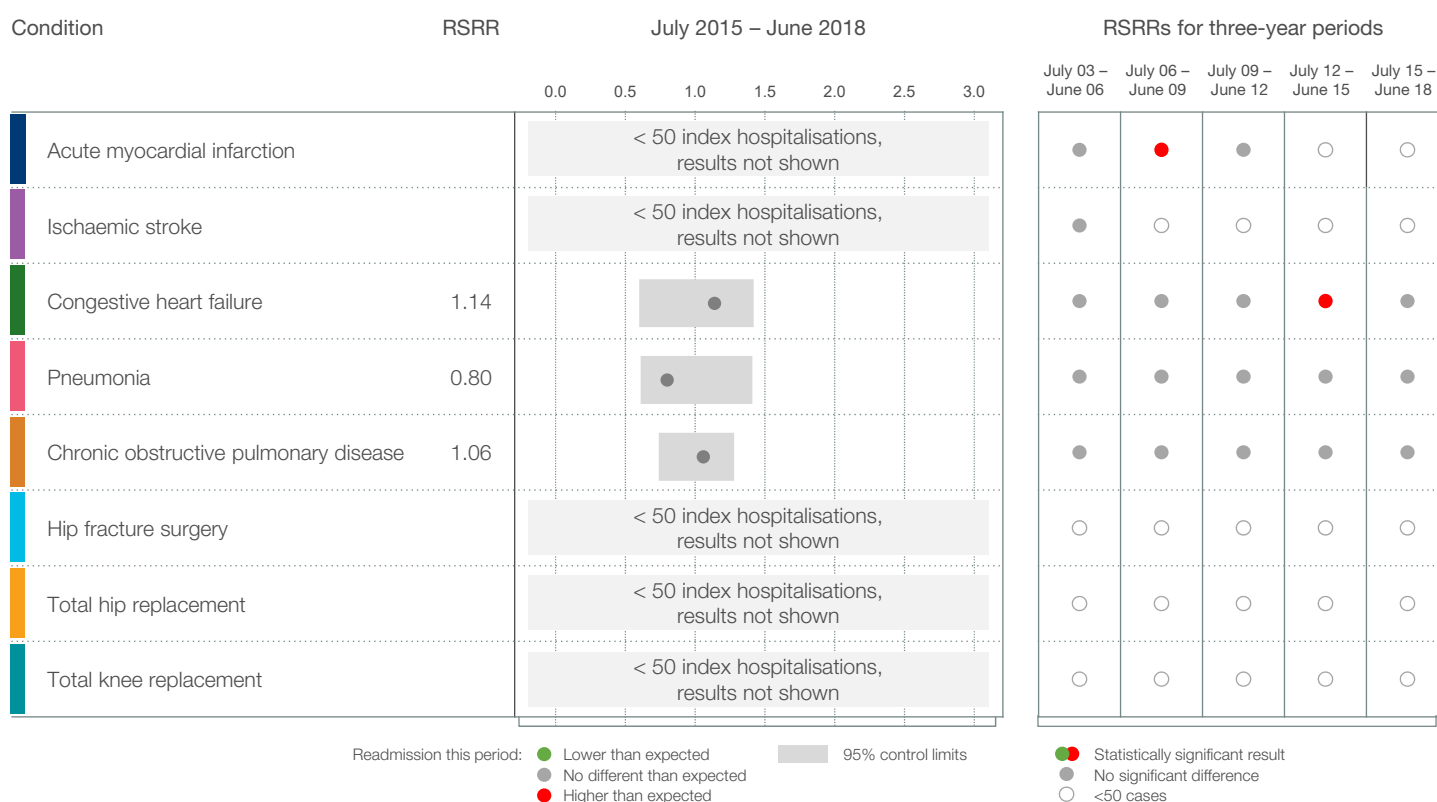 Condition
RSRR
July 2015 – June 2018
RSRRs for three-year periods
0.0 0.5 1.0 1.5 2.0 2.5 3.0
July 03 –
June 06
July 06 –
June 09
July 09 –
June 12
July 12 –
June 15
July 15 –
June 18
Acute myocardial infarction
< 50 index hospitalisations,
results not shown
Ischaemic stroke
< 50 index hospitalisations,
results not shown
Congestive heart failure 1.14
Pneumonia 0.80
Chronic obstructive pulmonary disease 1.06
Hip fracture surgery
< 50 index hospitalisations,
results not shown
Total hip replacement
< 50 index hospitalisations,
results not shown
Total knee replacement
< 50 index hospitalisations,
results not shown
Readmission this period:
Lower than expected
No different than expected
Higher than expected
95% control limits
Statistically significant result
No significant difference
<50 cases